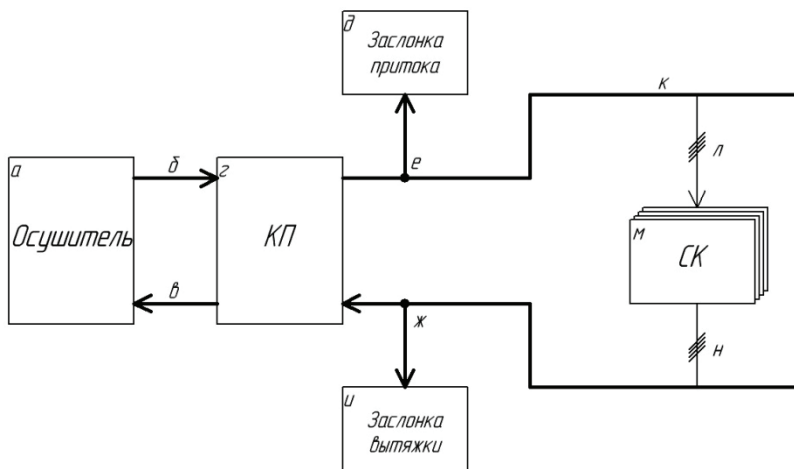 д
Заслонка
притока
к
а
б
г
е
л
Осушитель
КП
м
СК
в
ж
н
и
Заслонка
вытяжки